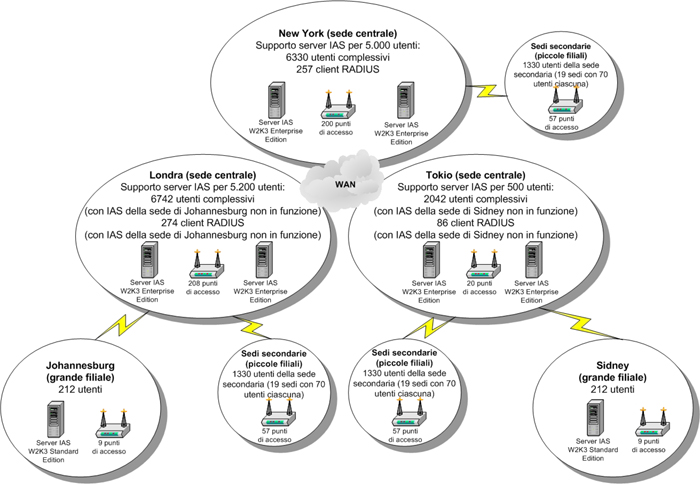 New York (sede centrale)
Supporto server IAS per 5.000 utenti:
6330 utenti complessivi
257 client RADIUS
Server IAS
W2K3 Enterprise
Edition
200 punti
di accesso
Server IAS
W2K3 Enterprise
Edition
Sedi secondarie
(piccole filiali)
1330 utenti della sede
secondaria (19 sedi con 70
utenti ciascuna)
57 punti
di accesso
WAN
Londra (sede centrale)
Supporto server IAS per 5.200 utenti:
6742 utenti complessivi
(con IAS della sede di Johannesburg non in funzione)
274 client RADIUS
(con IAS della sede di Johannesburg non in funzione)
Server IAS
W2K3 Enterprise
Edition
208 punti
di accesso
Server IAS
W2K3 Enterprise
Edition
Tokio (sede centrale)
Supporto server IAS per 500 utenti:
2042 utenti complessivi
(con IAS della sede di Sidney non in funzione)
86 client RADIUS
(con IAS della sede di Sidney non in funzione)
Server IAS
W2K3 Enterprise
Edition
20 punti
di accesso
Server IAS
W2K3 Enterprise
Edition
Johannesburg
(grande filiale)
212 utenti
Server IAS
W2K3 Standard
Edition
9 punti
di accesso
Sedi secondarie
(piccole filiali)
1330 utenti della sede
secondaria (19 sedi con 70
utenti ciascuna)
57 punti
di accesso
Sedi secondarie
(piccole filiali)
1330 utenti della sede
secondaria (19 sedi con 70
utenti ciascuna)
57 punti
di accesso
Sidney
(grande filiale)
212 utenti
Server IAS
W2K3 Standard
Edition
9 punti
di accesso